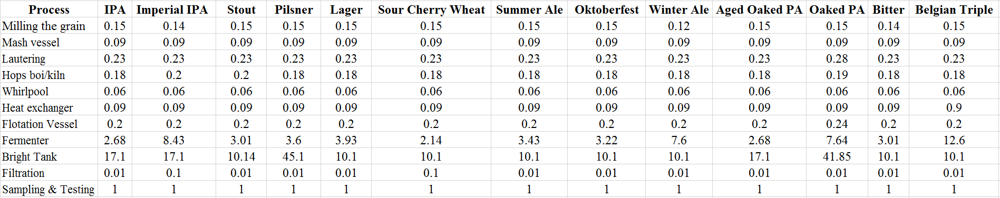 Process IPA Imperial IPA Stout Pilsner Lager Sour Cherry Wheat Summer Ale Oktoberfest Winter Ale Aged Oaked PA Oaked PA Bitter Belgian Triple
Milling the grain 0.15 0.14 0.15 0.15 0.15 0.15 0.15 0.15 0.12 0.15 0.15 0.14 0.15
Mash vessel 0.09 0.09 0.09 0.09 0.09 0.09 0.09 0.09 0.09 0.09 0.09 0.09 0.09
Lautering 0.23 0.23 0.23 0.23 0.23 0.23 0.23 0.23 0.23 0.23 0.28 0.23 0.23
Hops boi/kiln 0.18 0.2 0.2 0.18 0.18 0.18 0.18 0.18 0.18 0.18 0.19 0.18 0.18
Whirlpool 0.06 0.06 0.06 0.06 0.06 0.06 0.06 0.06 0.06 0.06 0.06 0.06 0.06
Heat exchanger 0.09 0.09 0.09 0.09 0.09 0.09 0.09 0.09 0.09 0.09 0.09 0.09 0.9
Flotation Vessel 0.2 0.2 0.2 0.2 0.2 0.2 0.2 0.2 0.2 0.2 0.24 0.2 0.2
Fermenter 2.68 8.43 3.01 3.6 3.93 2.14 3.43 3.22 7.6 2.68 7.64 3.01 12.6
Bright Tank 17.1 17.1 10.14 45.1 10.1 10.1 10.1 10.1 10.1 17.1 41.85 10.1 10.1
Filtration 0.01 0.1 0.01 0.01 0.01 0.1 0.01 0.01 0.01 0.01 0.01 0.01 0.01
Sampling & Testing 1 1 1 1 1 1 1 1 1 1 1 1 1